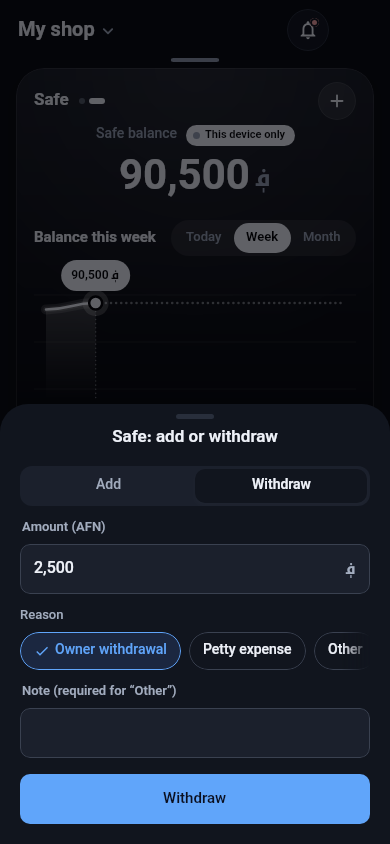 My shop
Safe
Safe balance This device only
90,500 ؋
Balance this week Today Week Month
90,500 ؋
Safe: add or withdraw
Add Withdraw
Amount (AFN)
2,500 ؋
Reason
Owner withdrawal Petty expense Other
Note (required for “Other”)
Withdraw